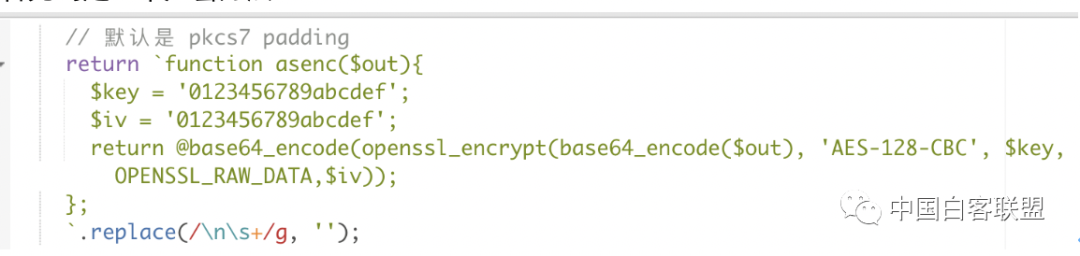 // 默认是 pkcs7 padding
return `function asenc($out){
$key = '0123456789abcdef';
$iv = '0123456789abcdef';
return @base64_encode(openssl_encrypt(base64_encode($out), 'AES-128-CBC', $key,
OPENSSL_RAW_DATA,$iv));
};
`.replace(/\n\s+/g, '');
中国白客联盟